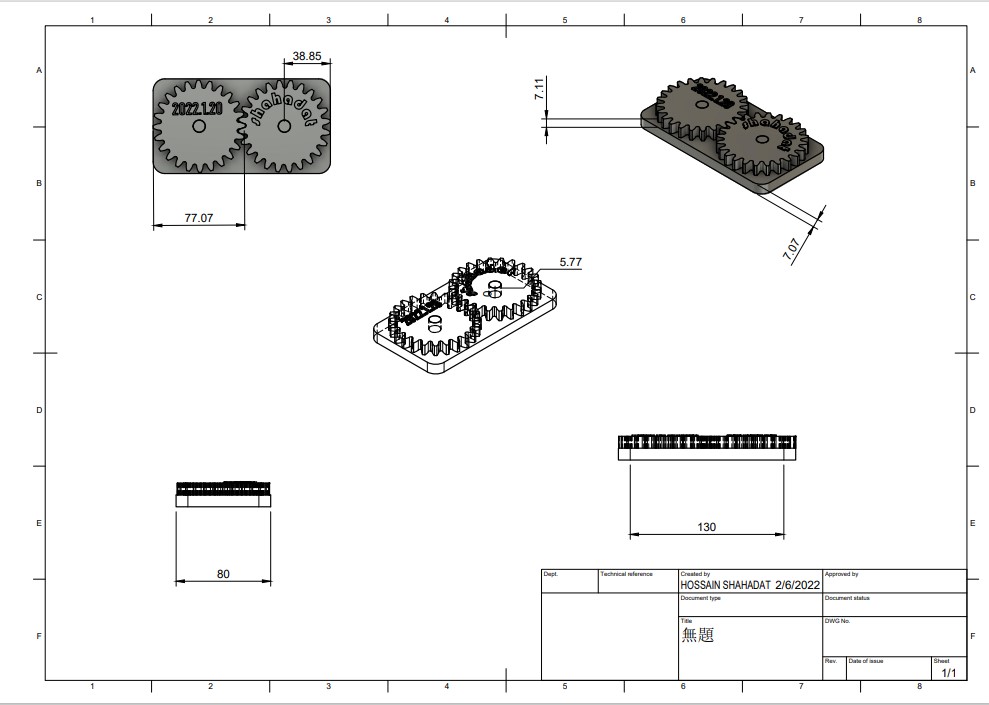 1 2 3 4 5 6 7 8
A A
38.85
2022.1.20
shahadat
7.11
2022.1.20
shahadat
B B
77.07
7.07
C C
5.77
D D
E E
130
80
Dept.
Technical reference
Created by
HOSSAIN SHAHADAT 2/6/2022
Approved by
Document type
Document status
Title
無題
DWG No.
F F
Rev.
Date of issue
Sheet
1/1
1 2 3 4 5 6 7 8